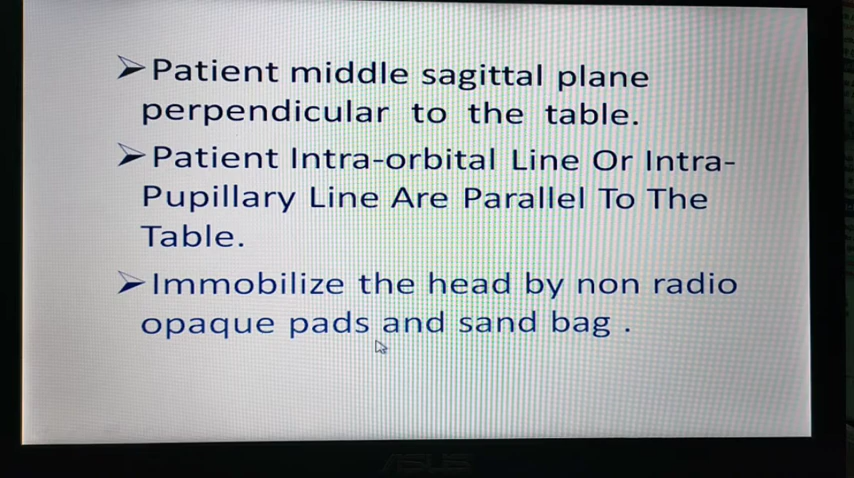 ➢Patient middle sagittal plane
perpendicular to the table.
➢Patient Intra-orbital Line Or Intra-
Pupillary Line Are Parallel To The
Table.
➢Immobilize the head by non radio
opaque pads and sand bag .
ASUS